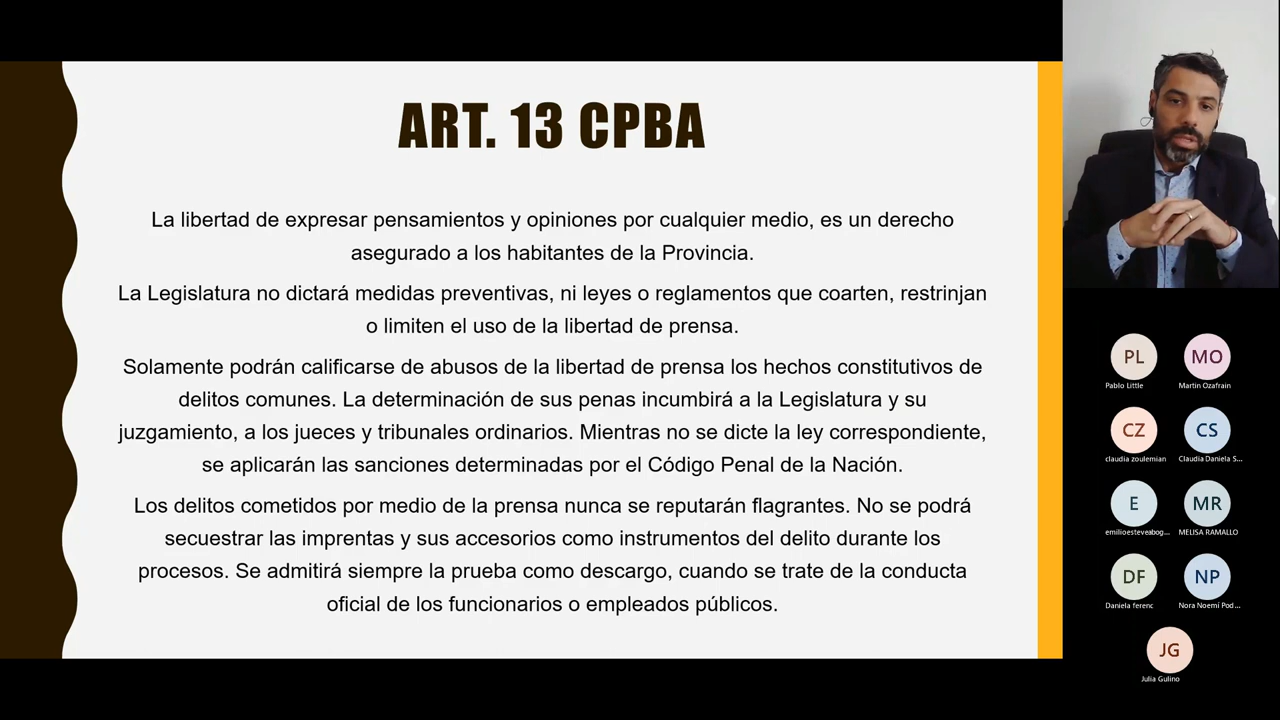 ART. 13 CPBA
La libertad de expresar pensamientos y opiniones por cualquier medio, es un derecho
asegurado a los habitantes de la Provincia.
La Legislatura no dictará medidas preventivas, ni leyes o reglamentos que coarten, restrinjan
o limiten el uso de la libertad de prensa.
Solamente podrán calificarse de abusos de la libertad de prensa los hechos constitutivos de
delitos comunes. La determinación de sus penas incumbirá a la Legislatura y su
juzgamiento, a los jueces y tribunales ordinarios. Mientras no se dicte la ley correspondiente,
se aplicarán las sanciones determinadas por el Código Penal de la Nación.
Los delitos cometidos por medio de la prensa nunca se reputarán flagrantes. No se podrá
secuestrar las imprentas y sus accesorios como instrumentos del delito durante los
procesos. Se admitirá siempre la prueba como descargo, cuando se trate de la conducta
oficial de los funcionarios o empleados públicos.
PL MO
Pablo Little Martin Ozafrain
CZ CS
claudia zoulemian Claudia Daniela S...
E MR
emilioesteveabog... MELISA RAMALLO
DF NP
Daniela ferenc Nora Noemí Pod...
JG
Julia Gulino